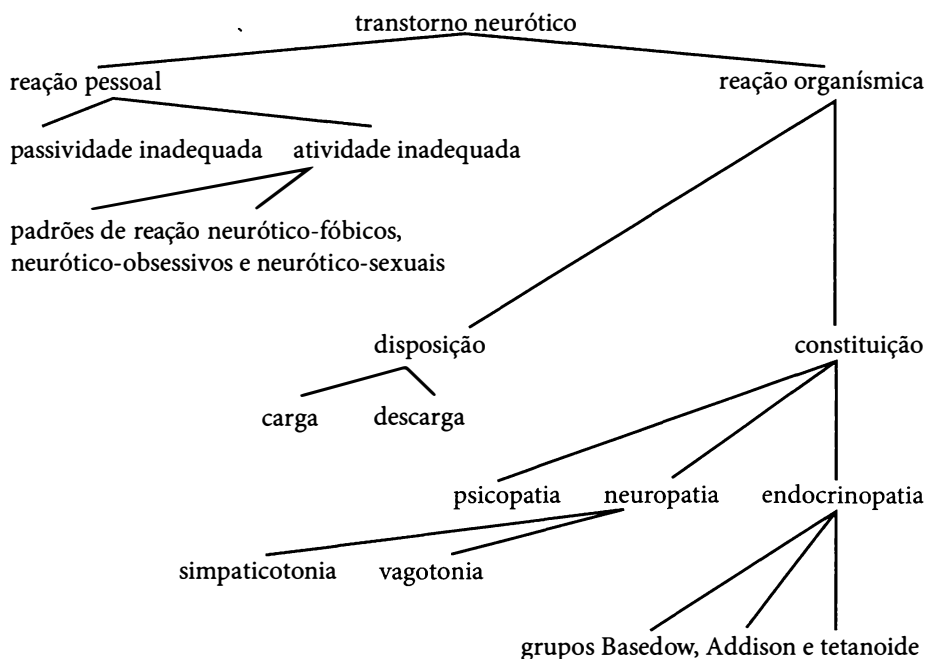 transtorno neurótico
reação pessoal
reação organísmica
passividade inadequada
atividade inadequada
padrões de reação neurótico-fóbicos,
neurótico-obsessivos e neurótico-sexuais
disposição
constituição
carga
descarga
psicopatia
neuropatia
endocrinopatia
simpaticotonia
vagotonia
grupos Basedow, Addison e tetanoide